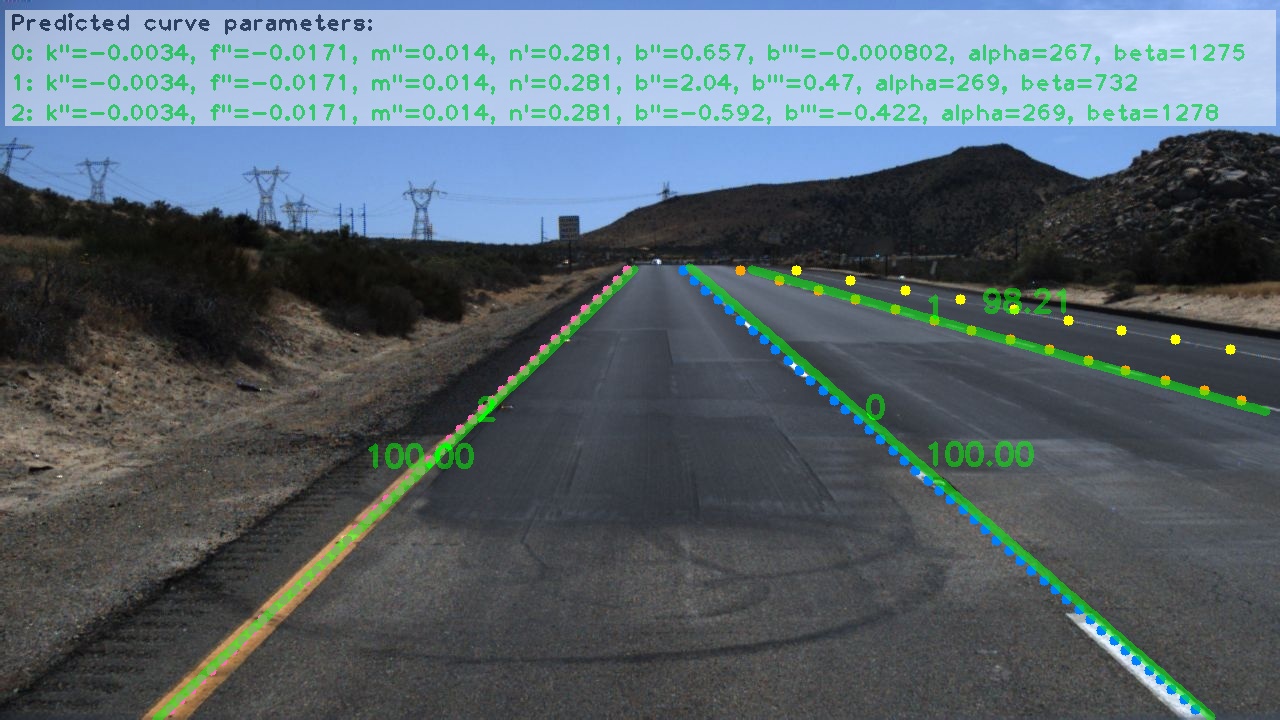 Predicted curve parameters:
0: k''=-0.0034, f''=-0.0171, m''=0.014, n'=0.281, b''=0.657, b'''=-0.000802, alpha=267, beta=1275
1: k''=-0.0034, f''=-0.0171, m''=0.014, n'=0.281, b''=2.04, b'''=0.47, alpha=269, beta=732
2: k''=-0.0034, f''=-0.0171, m''=0.014, n'=0.281, b''=-0.592, b'''=-0.422, alpha=269, beta=1278
1 98.21
2
0
100.00
100.00